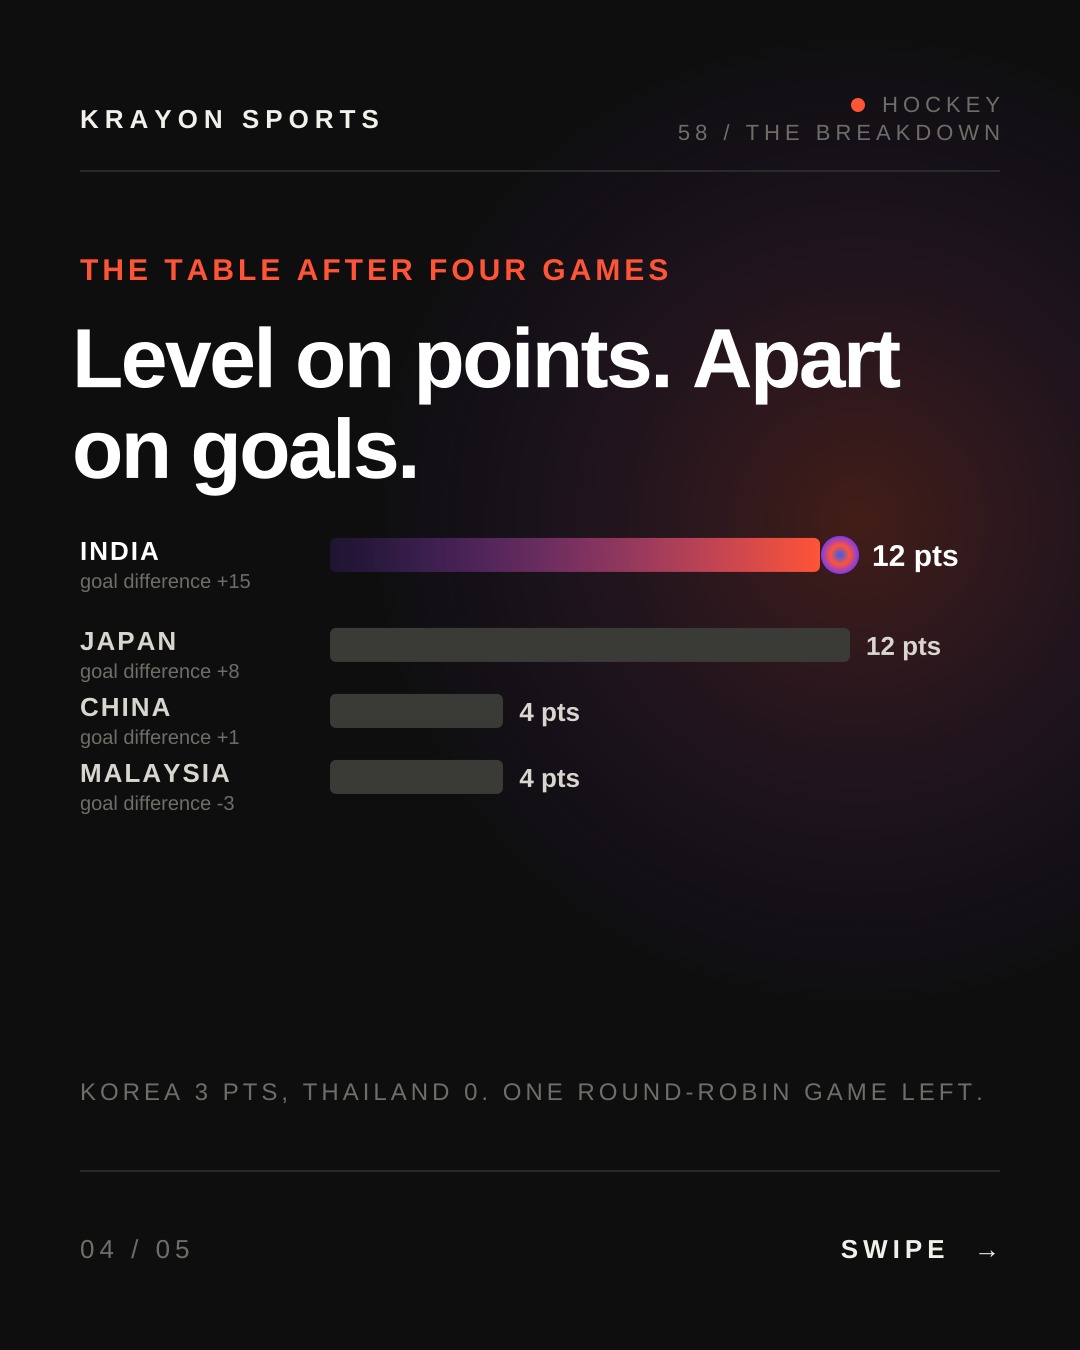 KRAYON SPORTS
HOCKEY
58 / THE BREAKDOWN
THE TABLE AFTER FOUR GAMES
Level on points. Apart
on goals.
INDIA
goal difference +15
12 pts
JAPAN
goal difference +8
12 pts
CHINA
goal difference +1
4 pts
MALAYSIA
goal difference -3
4 pts
KOREA 3 PTS, THAILAND 0. ONE ROUND-ROBIN GAME LEFT.
04 / 05
SWIPE →